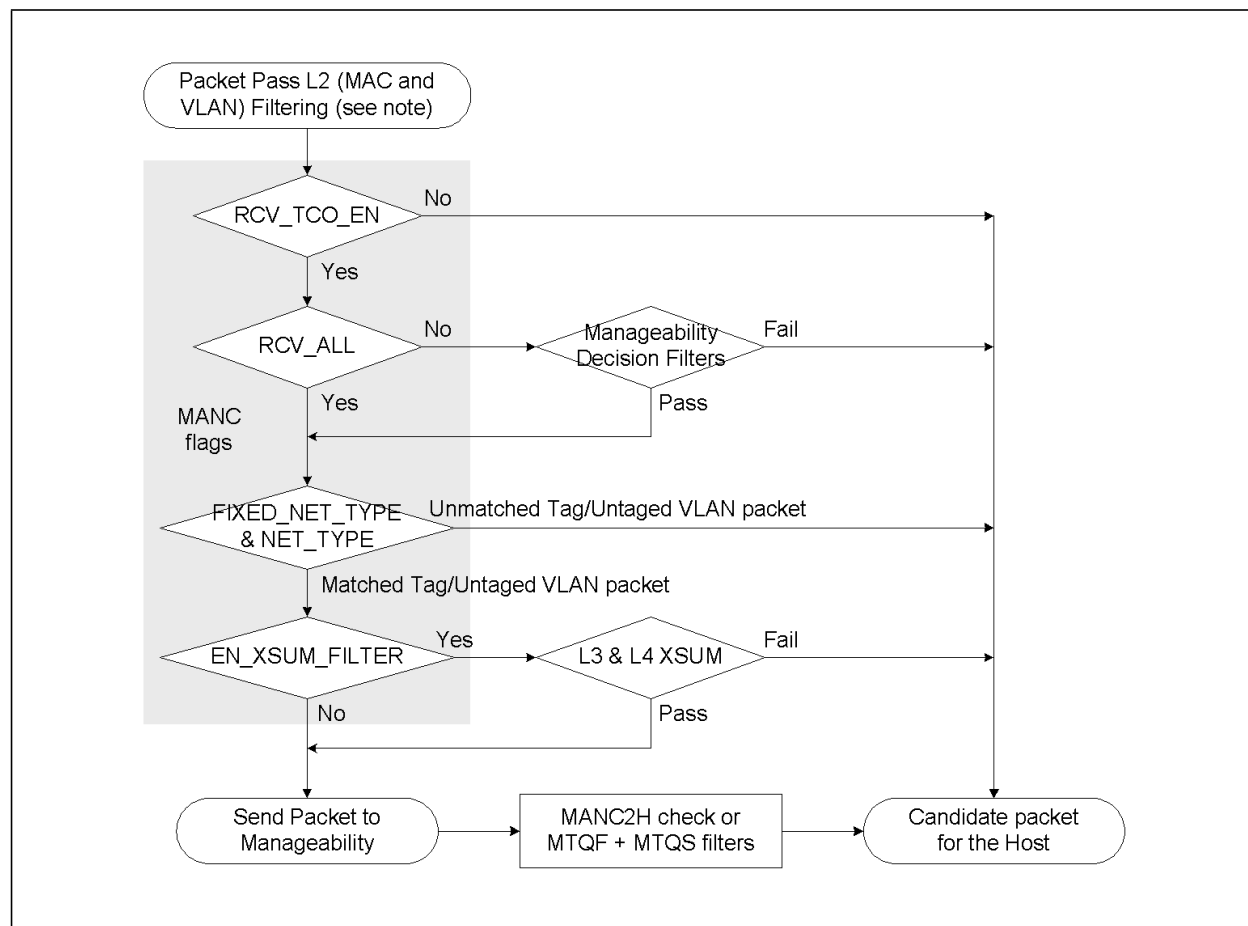 Packet Pass L2 (MAC and
VLAN) Filtering (see note)
RCV_TCO_EN
No
Yes
RCV_ALL
No
Manageability
Decision Filters
Fail
Yes
Pass
MANC
flags
FIXED_NET_TYPE
& NET_TYPE
Unmatched Tag/Untaged VLAN packet
Matched Tag/Untaged VLAN packet
EN_XSUM_FILTER
Yes
L3 & L4 XSUM
Fail
No
Pass
Send Packet to
Manageability
MANC2H check or
MTQF + MTQS filters
Candidate packet
for the Host